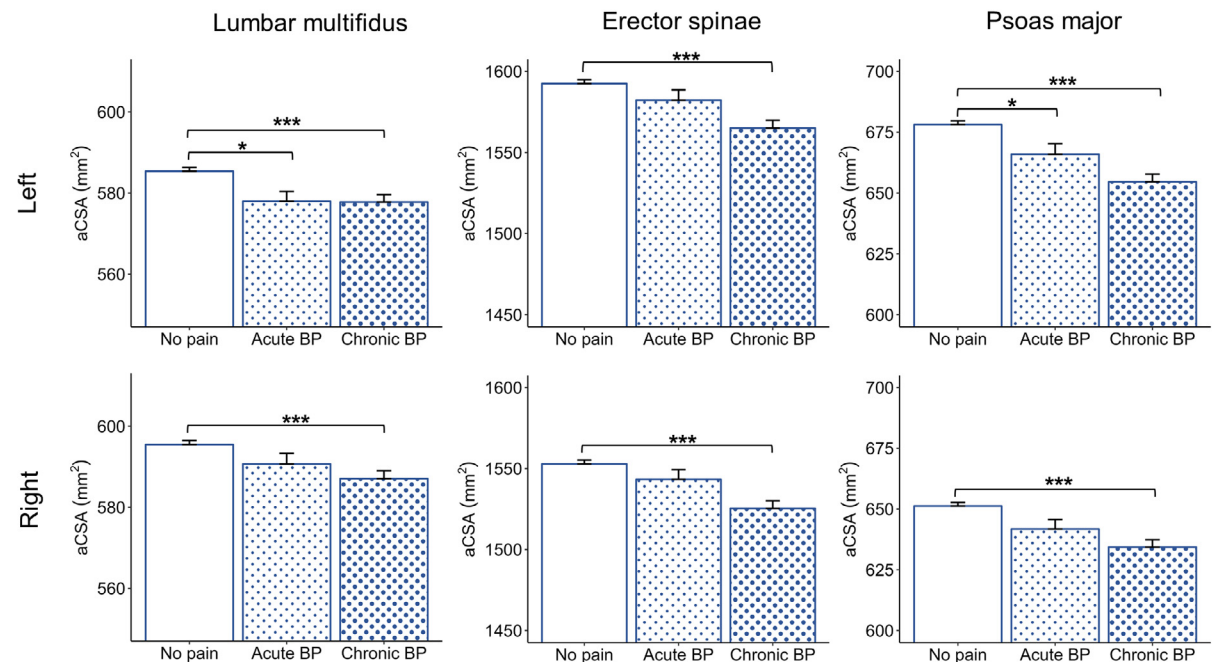 Lumbar multifidus
Erector spinae
Psoas major
Left
aCSA (mm²)
600
580
560
***
*
No pain Acute BP Chronic BP
aCSA (mm²)
1600
1550
1500
1450
***
No pain Acute BP Chronic BP
aCSA (mm²)
700
675
650
625
600
***
*
No pain Acute BP Chronic BP
Right
aCSA (mm²)
600
580
560
***
No pain Acute BP Chronic BP
aCSA (mm²)
1600
1550
1500
1450
***
No pain Acute BP Chronic BP
aCSA (mm²)
700
675
650
625
600
***
No pain Acute BP Chronic BP